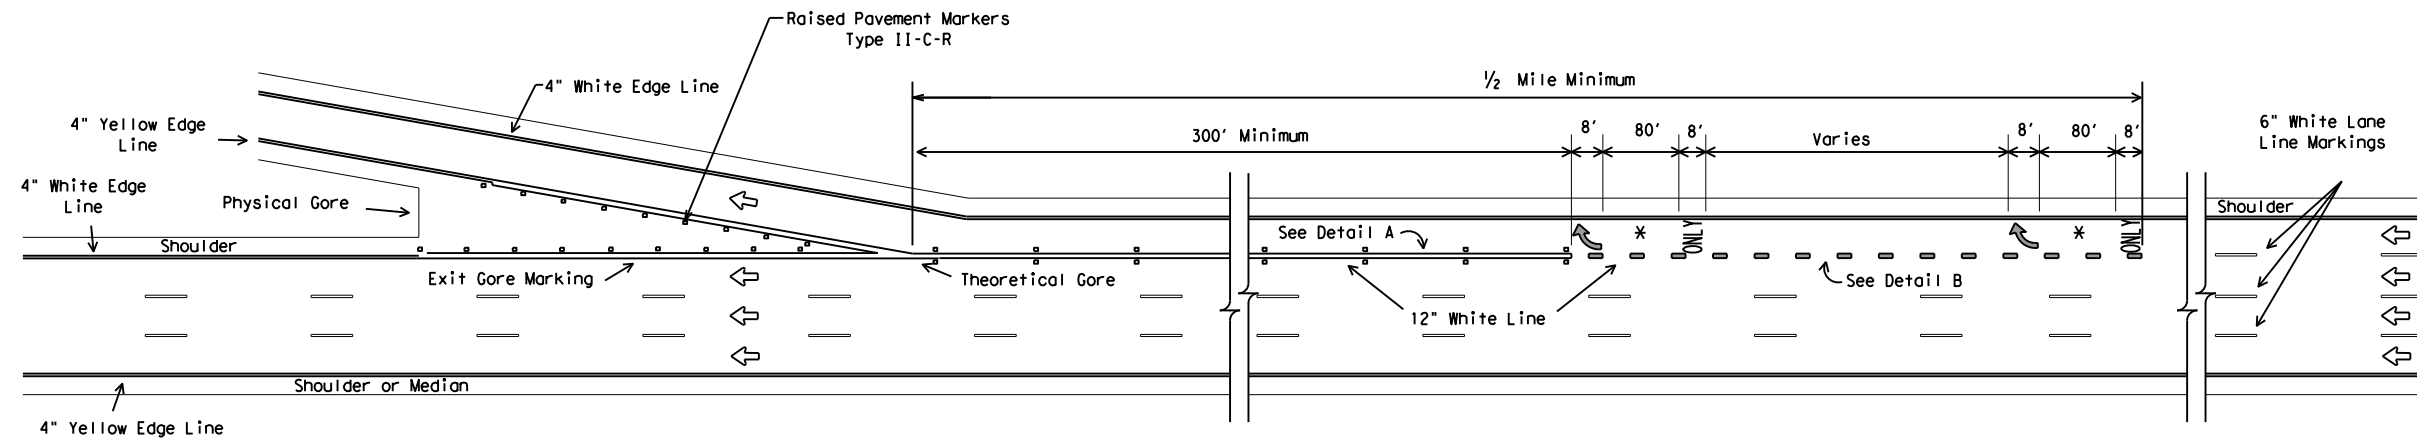 Raised Pavement Markers
Type II-C-R
4" White Edge Line
½ Mile Minimum
4" Yellow Edge
Line
300' Minimum
8'
80'
8'
Varies
8'
80'
8'
6" White Lane
Line Markings
4" White Edge
Line
Physical Gore
Shoulder
See Detail A
*
ONLY
*
ONLY
Shoulder
Exit Gore Marking
Theoretical Gore
See Detail B
12" White Line
Shoulder or Median
4" Yellow Edge Line